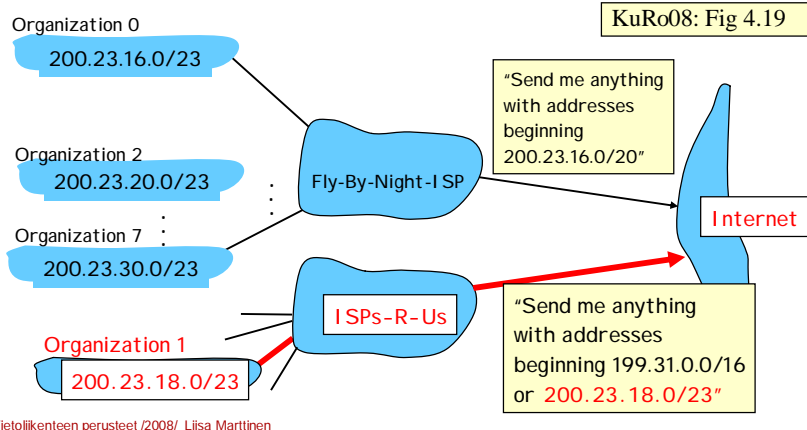 KuRo08: Fig 4.19
Organization 0
200.23.16.0/23
"Send me anything
with addresses
beginning
200.23.16.0/20"
Organization 2
200.23.20.0/23
Fly-By-Night-ISP
Organization 7
200.23.30.0/23
Internet
ISPs-R-Us
"Send me anything
with addresses
beginning 199.31.0.0/16
or 200.23.18.0/23"
Organization 1
200.23.18.0/23
ietoliikenteen perusteet /2008/ Liisa Marttinen